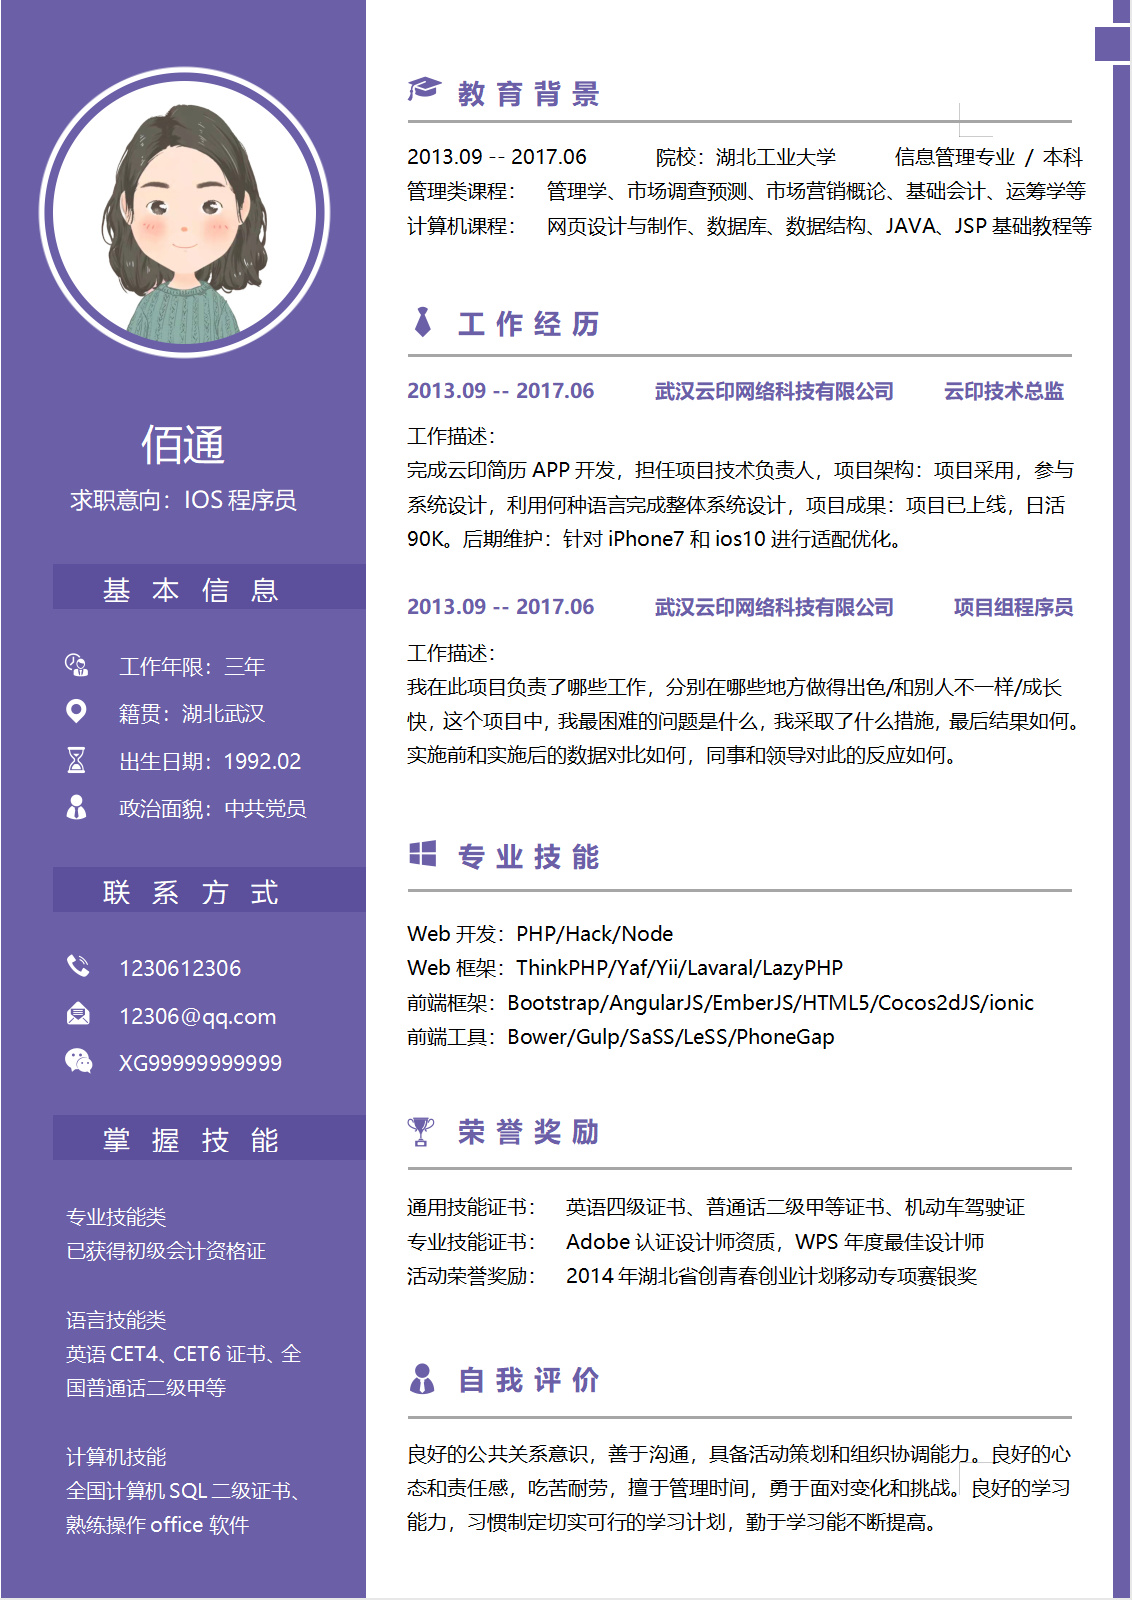 佰通
求职意向：IOS 程序员
基 本 信 息
工作年限：三年
籍贯：湖北武汉
出生日期：1992.02
政治面貌：中共党员
联 系 方 式
1230612306
12306@qq.com
XG99999999999
掌 握 技 能
专业技能类
已获得初级会计资格证
语言技能类
英语 CET4、CET6 证书、全
国普通话二级甲等
计算机技能
全国计算机 SQL 二级证书、
熟练操作 office 软件
教 育 背 景
2013.09 -- 2017.06 院校：湖北工业大学 信息管理专业 / 本科
管理类课程： 管理学、市场调查预测、市场营销概论、基础会计、运筹学等
计算机课程： 网页设计与制作、数据库、数据结构、JAVA、JSP 基础教程等
工 作 经 历
2013.09 -- 2017.06 武汉云印网络科技有限公司 云印技术总监
工作描述：
完成云印简历 APP 开发，担任项目技术负责人，项目架构：项目采用，参与
系统设计，利用何种语言完成整体系统设计，项目成果：项目已上线，日活
90K。后期维护：针对 iPhone7 和 ios10 进行适配优化。
2013.09 -- 2017.06 武汉云印网络科技有限公司 项目组程序员
工作描述：
我在此项目负责了哪些工作，分别在哪些地方做得出色/和别人不一样/成长
快，这个项目中，我最困难的问题是什么，我采取了什么措施，最后结果如何。
实施前和实施后的数据对比如何，同事和领导对此的反应如何。
专 业 技 能
Web 开发：PHP/Hack/Node
Web 框架：ThinkPHP/Yaf/Yii/Lavaral/LazyPHP
前端框架：Bootstrap/AngularJS/EmberJS/HTML5/Cocos2dJS/ionic
前端工具：Bower/Gulp/SaSS/LeSS/PhoneGap
荣 誉 奖 励
通用技能证书： 英语四级证书、普通话二级甲等证书、机动车驾驶证
专业技能证书： Adobe 认证设计师资质，WPS 年度最佳设计师
活动荣誉奖励： 2014 年湖北省创青春创业计划移动专项赛银奖
自 我 评 价
良好的公共关系意识，善于沟通，具备活动策划和组织协调能力。良好的心
态和责任感，吃苦耐劳，擅于管理时间，勇于面对变化和挑战。良好的学习
能力，习惯制定切实可行的学习计划，勤于学习能不断提高。